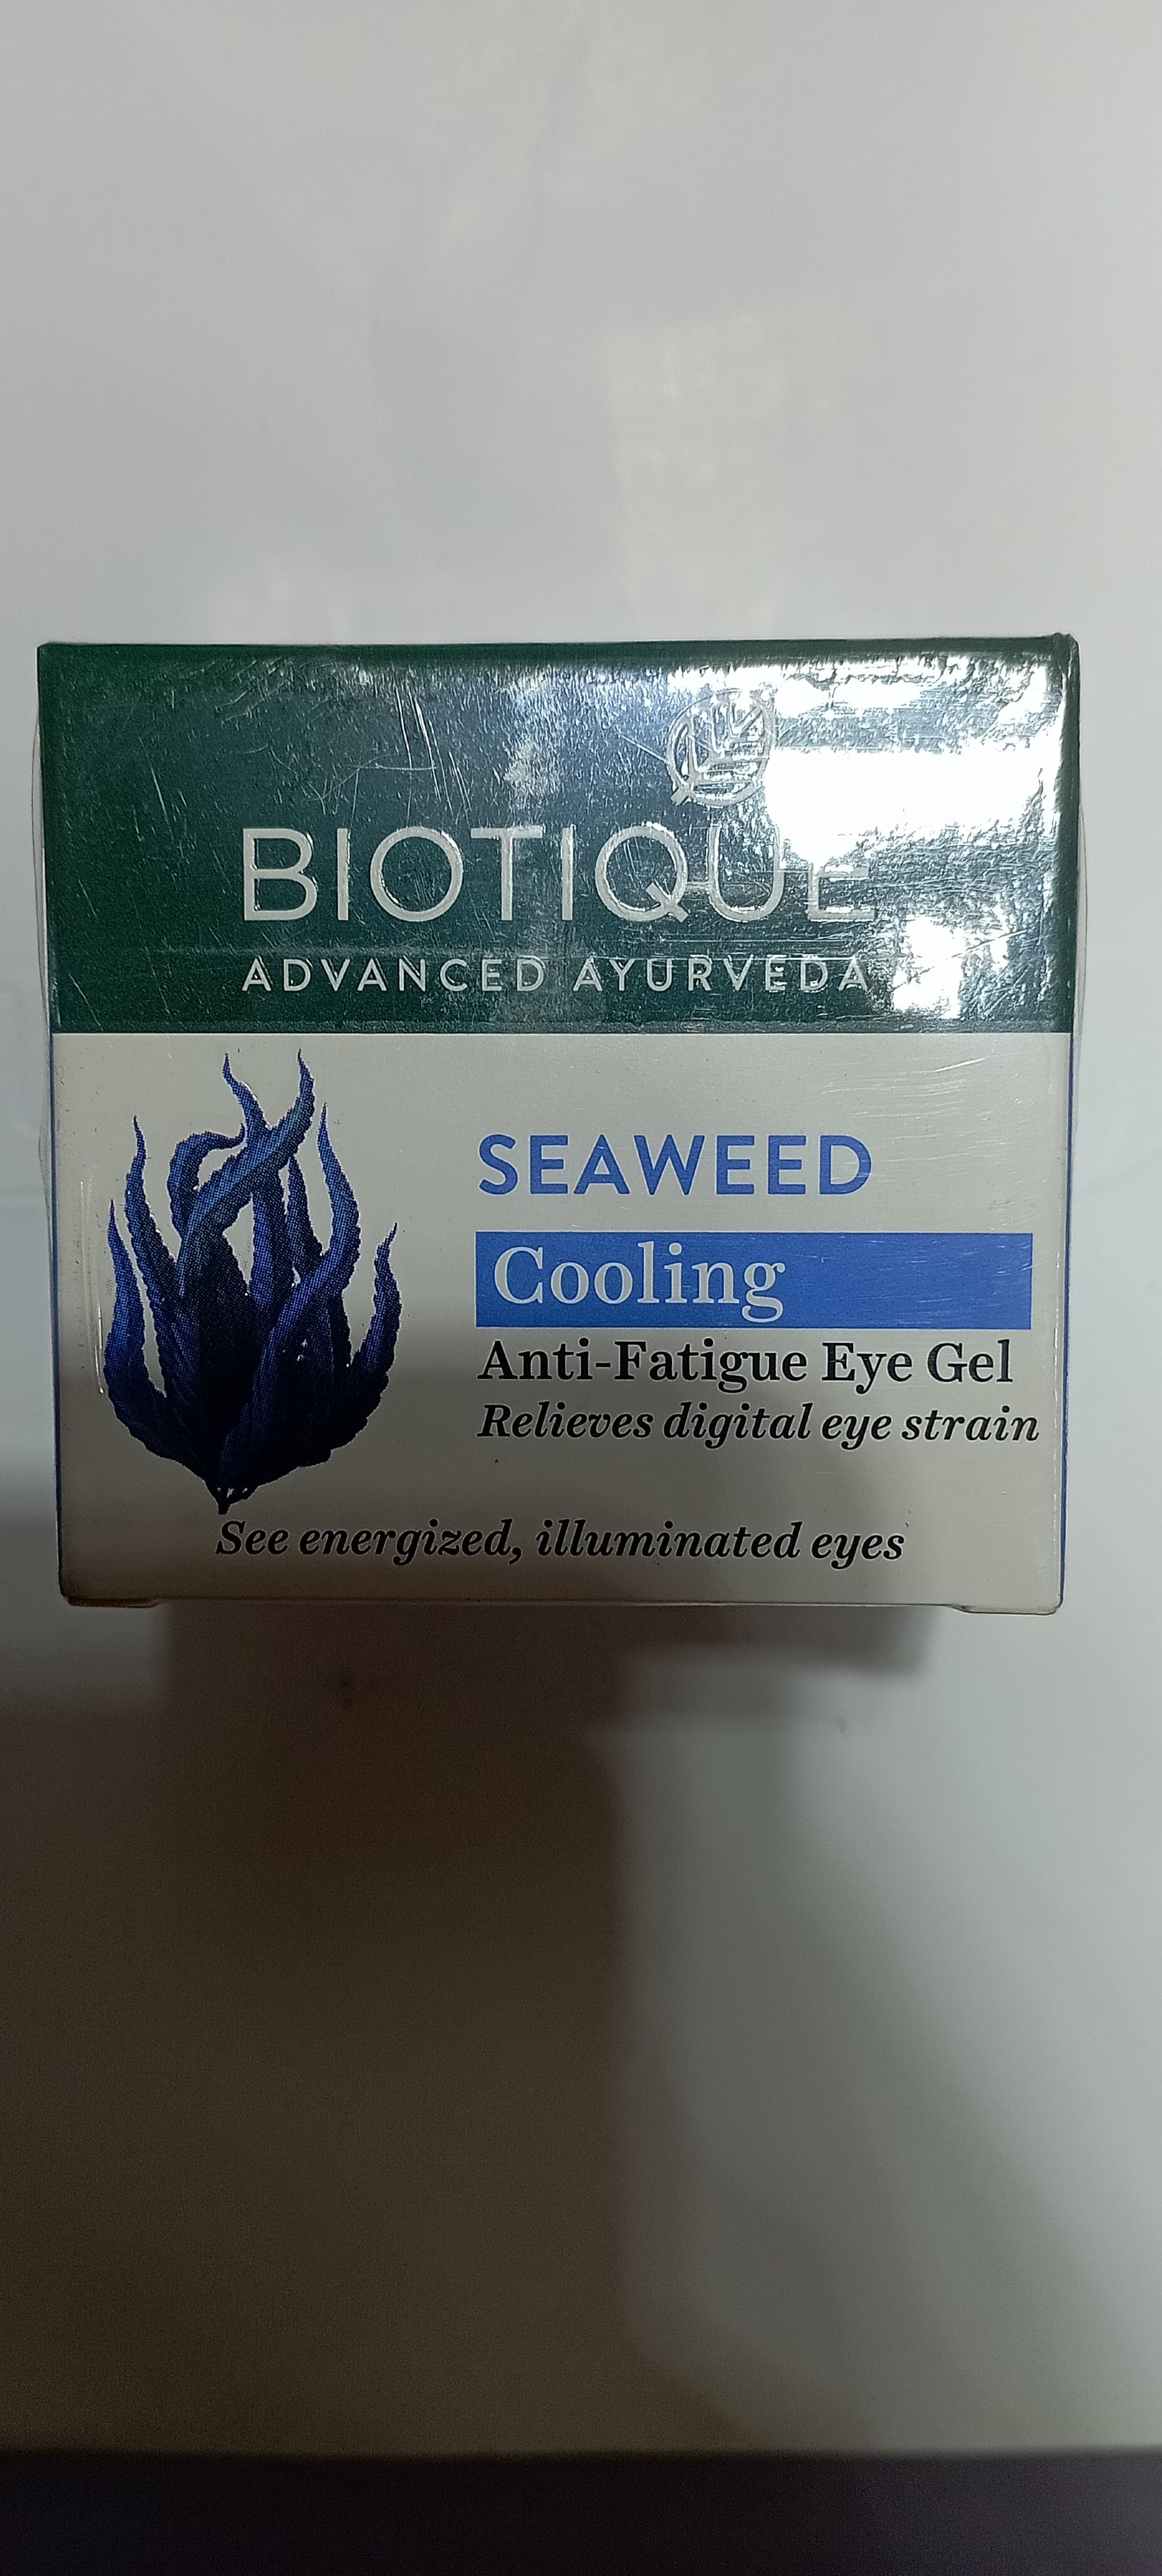 BIOTIQUE
ADVANCED AYURVEDA
SEAWEED
Cooling
Anti-Fatigue Eye Gel
Relieves digital eye strain
See energized, illuminated eyes